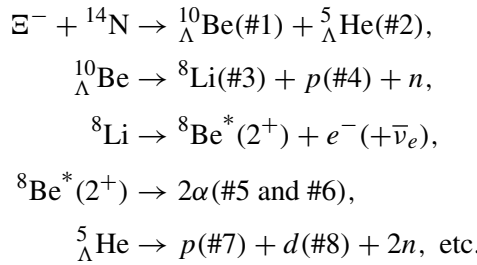 Ξ⁻ + ¹⁴N → ¹⁰_ΛBe(#1) + ⁵_ΛHe(#2),
¹⁰_ΛBe → ⁸Li(#3) + p(#4) + n,
⁸Li → ⁸Be*(2⁺) + e⁻(+ν̅ₑ),
⁸Be*(2⁺) → 2α(#5 and #6),
⁵_ΛHe → p(#7) + d(#8) + 2n, etc.